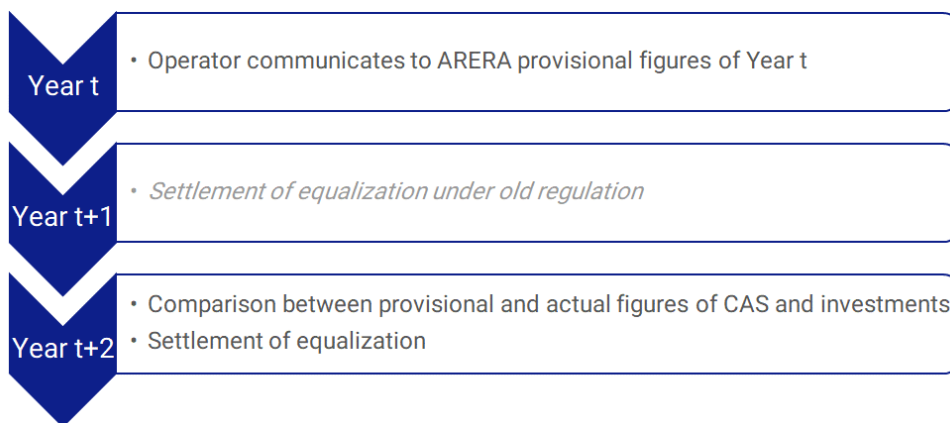 Year t
• Operator communicates to ARERA provisional figures of Year t
Year t+1
• Settlement of equalization under old regulation
Year t+2
• Comparison between provisional and actual figures of CAS and investments
• Settlement of equalization